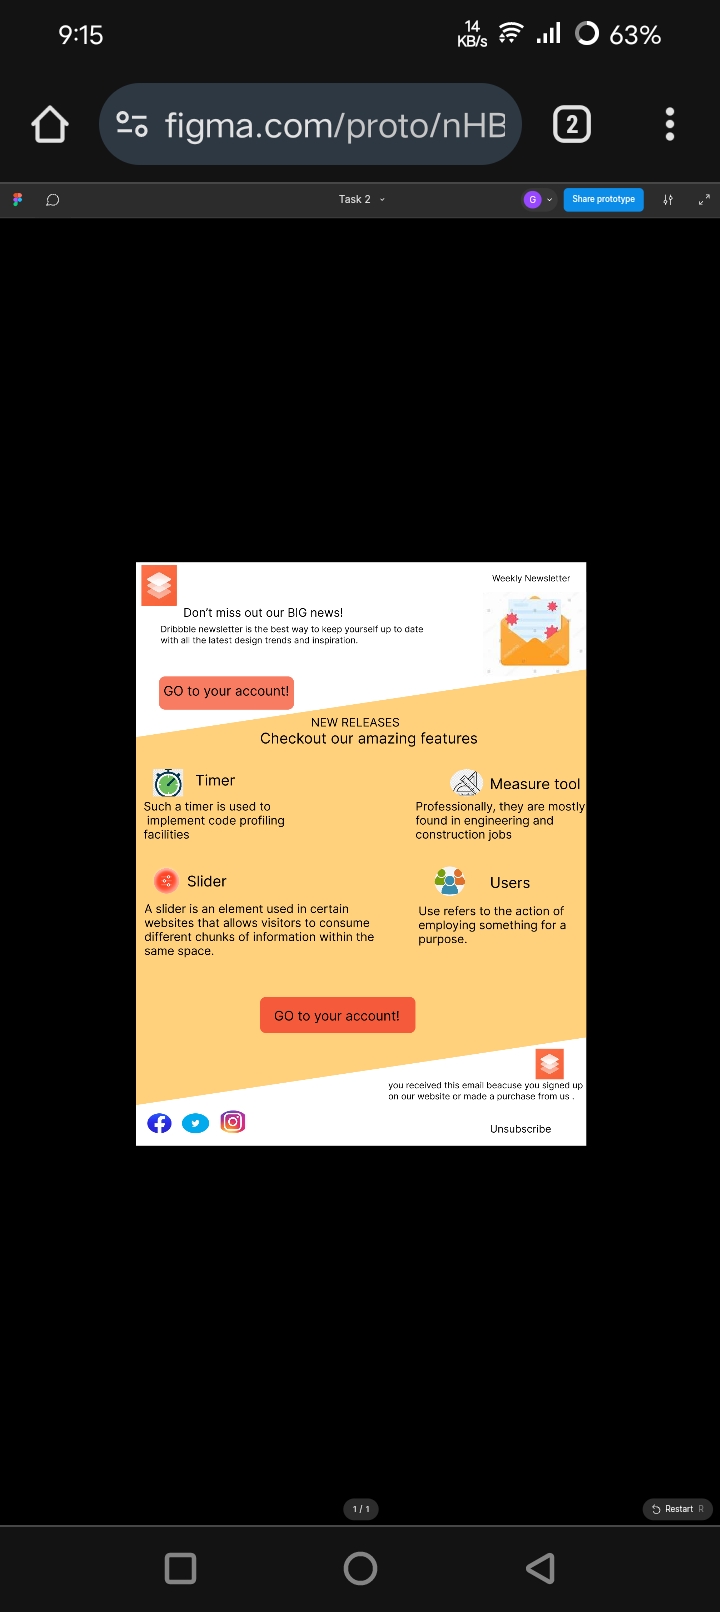 9:15
14
KB/s
63%
figma.com/proto/nHB
2
Task 2
G
Share prototype
Weekly Newsletter
Don't miss out our BIG news!
Dribbble newsletter is the best way to keep yourself up to date
with all the latest design trends and inspiration.
GO to your account!
NEW RELEASES
Checkout our amazing features
Timer
Such a timer is used to
implement code profiling
facilities
Measure tool
Professionally, they are mostly
found in engineering and
construction jobs
Slider
A slider is an element used in certain
websites that allows visitors to consume
different chunks of information within the
same space.
Users
Use refers to the action of
employing something for a
purpose.
GO to your account!
you received this email beacuse you signed up
on our website or made a purchase from us .
Unsubscribe
1 / 1
Restart R